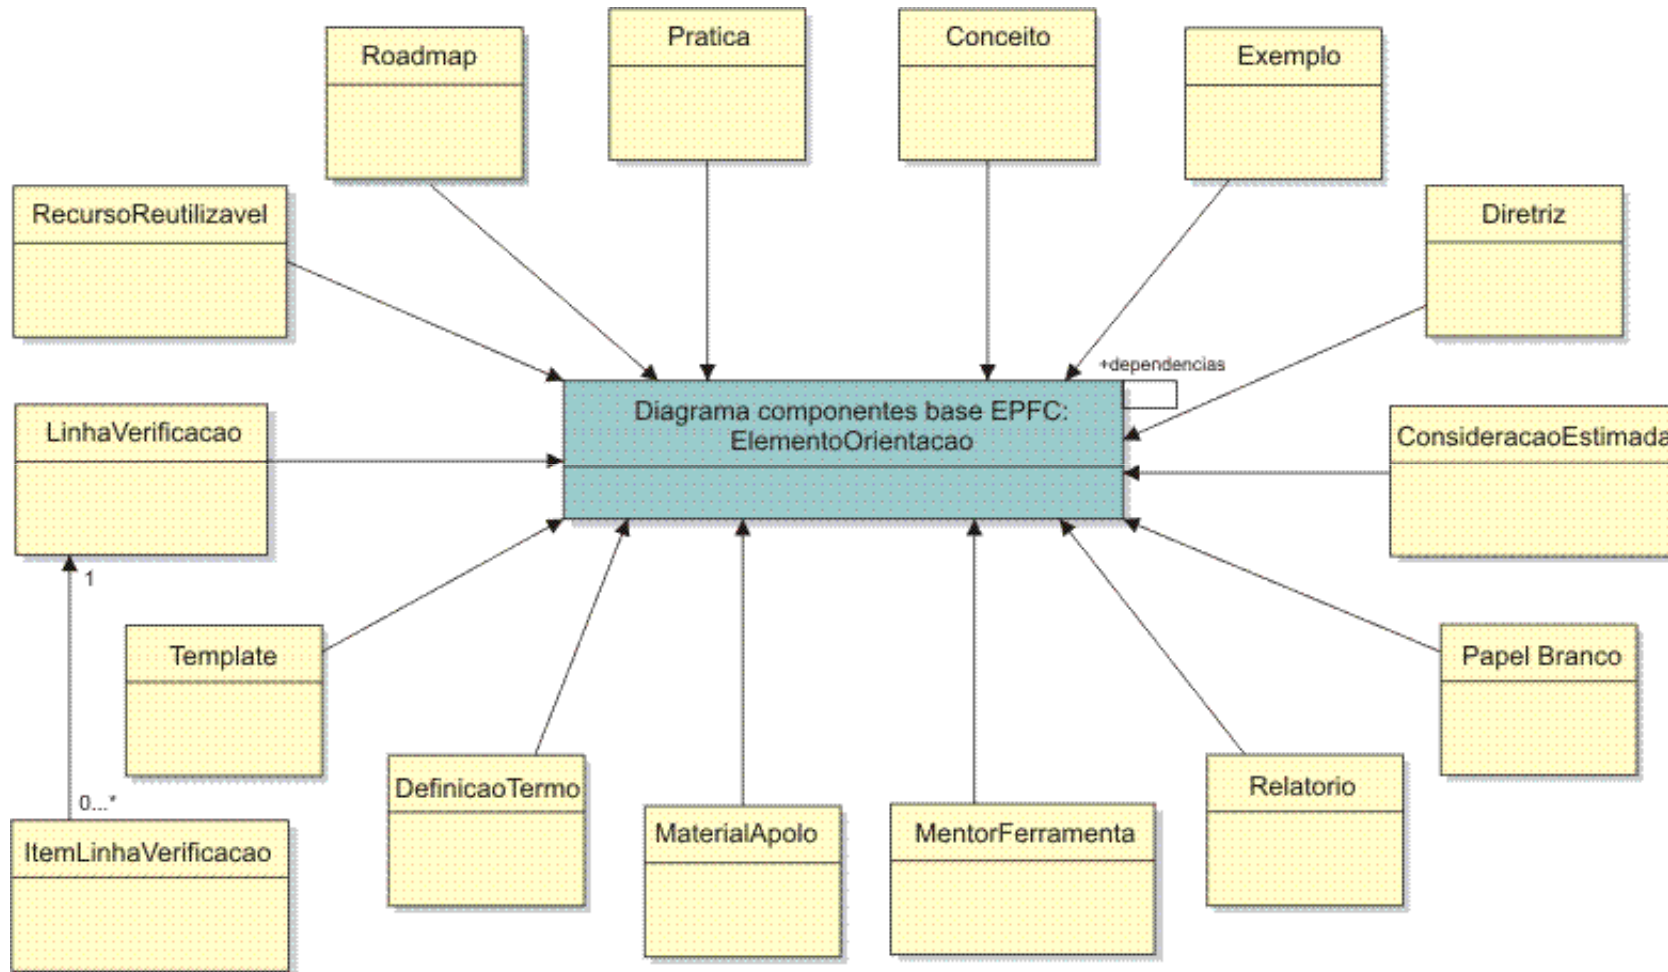 Roadmap
Pratica
Conceito
Exemplo
RecursoReutilizavel
Diretriz
+dependencias
Diagrama componentes base EPFC:
ElementoOrientacao
LinhaVerificacao
ConsideracaoEstimada
1
Template
Papel Branco
0...*
DefinicaoTermo
Relatorio
MaterialApolo
MentorFerramenta
ItemLinhaVerificacao